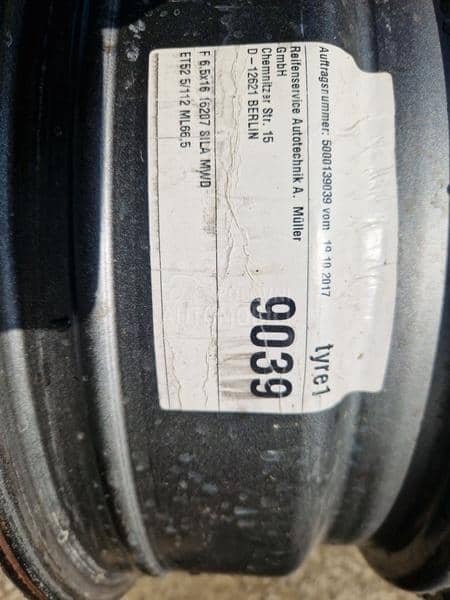 Auftragsnummer: 5000139039 vom 19.10.2017
tyre1
Reifenservice Autotechnik A. Müller
GmbH
Chemnitzer Str. 15
D-12621 BERLIN
9039
F 6.5x16 16207 SILA MWD
ET52 5/112 ML66,5